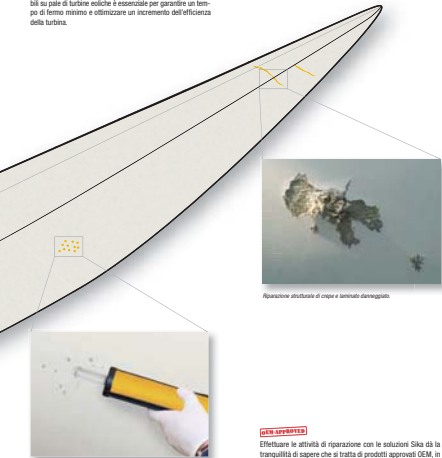 bili su pale di turbine eoliche è essenziale per garantire un tem-
po di fermo minimo e ottimizzare un incremento dell'efficienza
della turbina.
Riparazione strutturale di crepe e laminato danneggiato.
OEM-APPROVED
Effettuare le attività di riparazione con le soluzioni Sika dà la
tranquillità di sapere che si tratta di prodotti approvati OEM, in